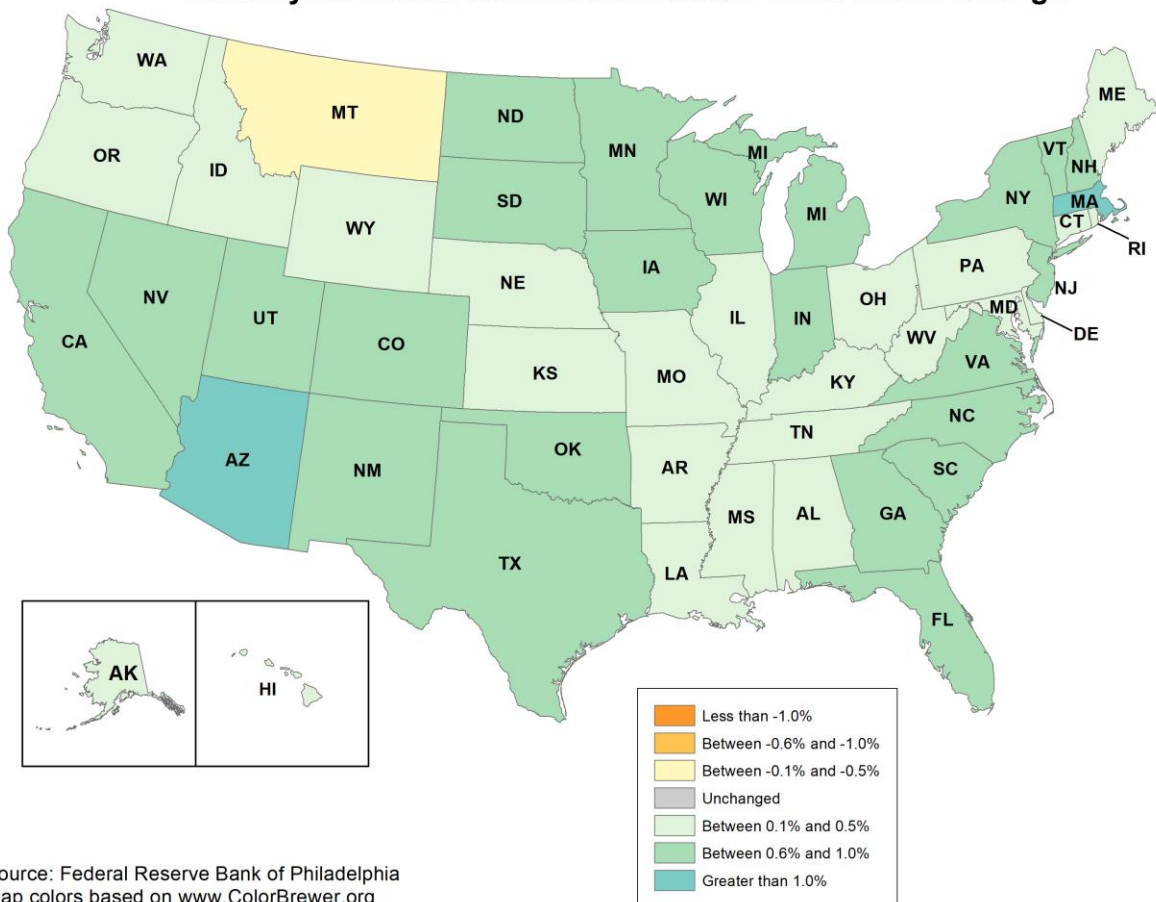 WA
MT
ND
MN
ME
OR
ID
MI
VT
NH
SD
WI
MI
NY
MA
WY
CT
RI
IA
PA
NE
NJ
NV
OH
MD
IL
IN
UT
DE
CA
CO
WV
VA
KS
MO
KY
NC
TN
OK
AZ
AR
SC
NM
MS
AL
GA
TX
LA
FL
AK
HI
Less than -1.0%
Between -0.6% and -1.0%
Between -0.1% and -0.5%
Unchanged
Between 0.1% and 0.5%
Between 0.6% and 1.0%
Greater than 1.0%
ource: Federal Reserve Bank of Philadelphia
ap colors based on www.ColorBrewer.org